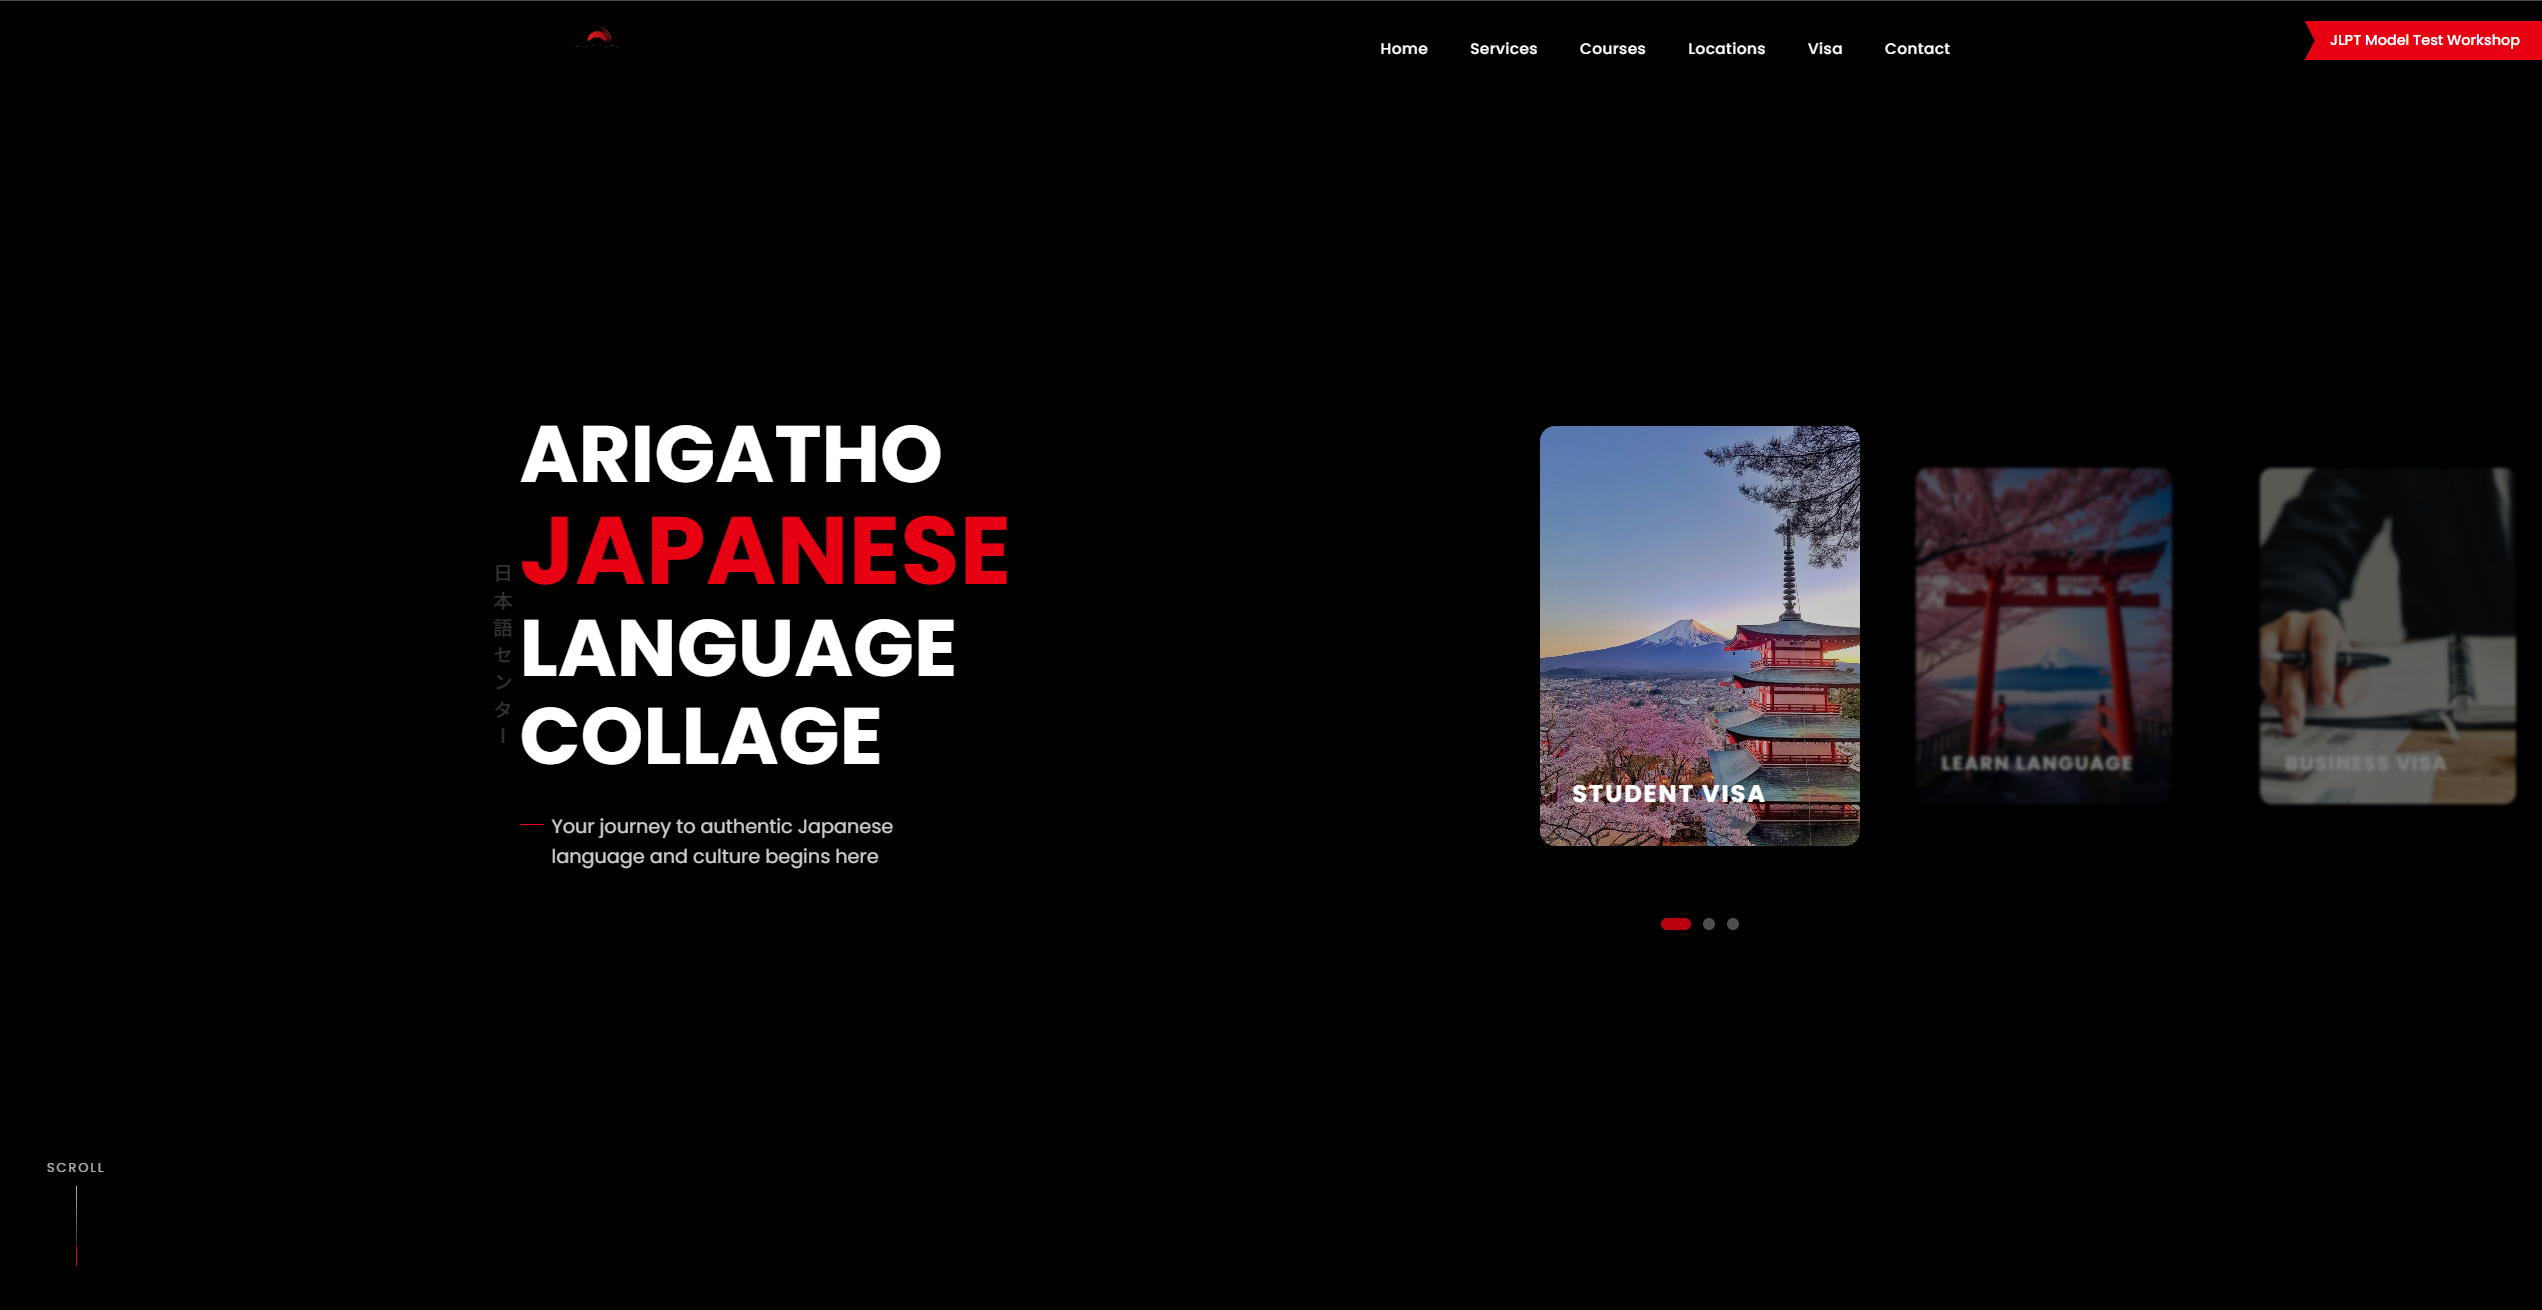 Home Services Courses Locations Visa Contact
JLPT Model Test Workshop
ARIGATHO
JAPANESE
LANGUAGE
COLLAGE
日本語センター
Your journey to authentic Japanese
language and culture begins here
STUDENT VISA
LEARN LANGUAGE
BUSINESS VISA
SCROLL